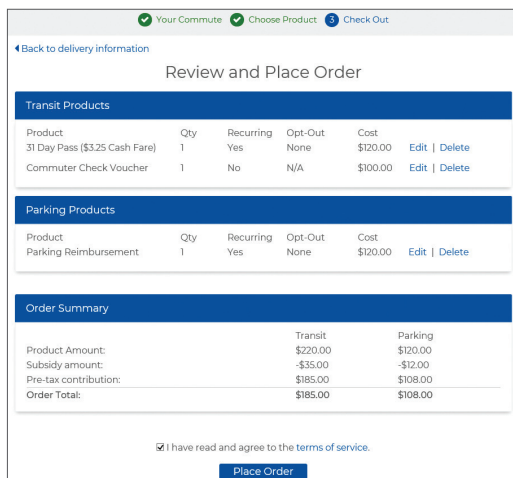 Your Commute Choose Product 3 Check Out
Back to delivery information
Review and Place Order
Transit Products
Product Qty Recurring Opt-Out Cost
31 Day Pass ($3.25 Cash Fare) 1 Yes None $120.00 Edit | Delete
Commuter Check Voucher 1 No N/A $100.00 Edit | Delete
Parking Products
Product Qty Recurring Opt-Out Cost
Parking Reimbursement 1 Yes None $120.00 Edit | Delete
Order Summary
Transit Parking
Product Amount: $220.00 $120.00
Subsidy amount: -$35.00 -$12.00
Pre-tax contribution: $185.00 $108.00
Order Total: $185.00 $108.00
I have read and agree to the terms of service.
Place Order